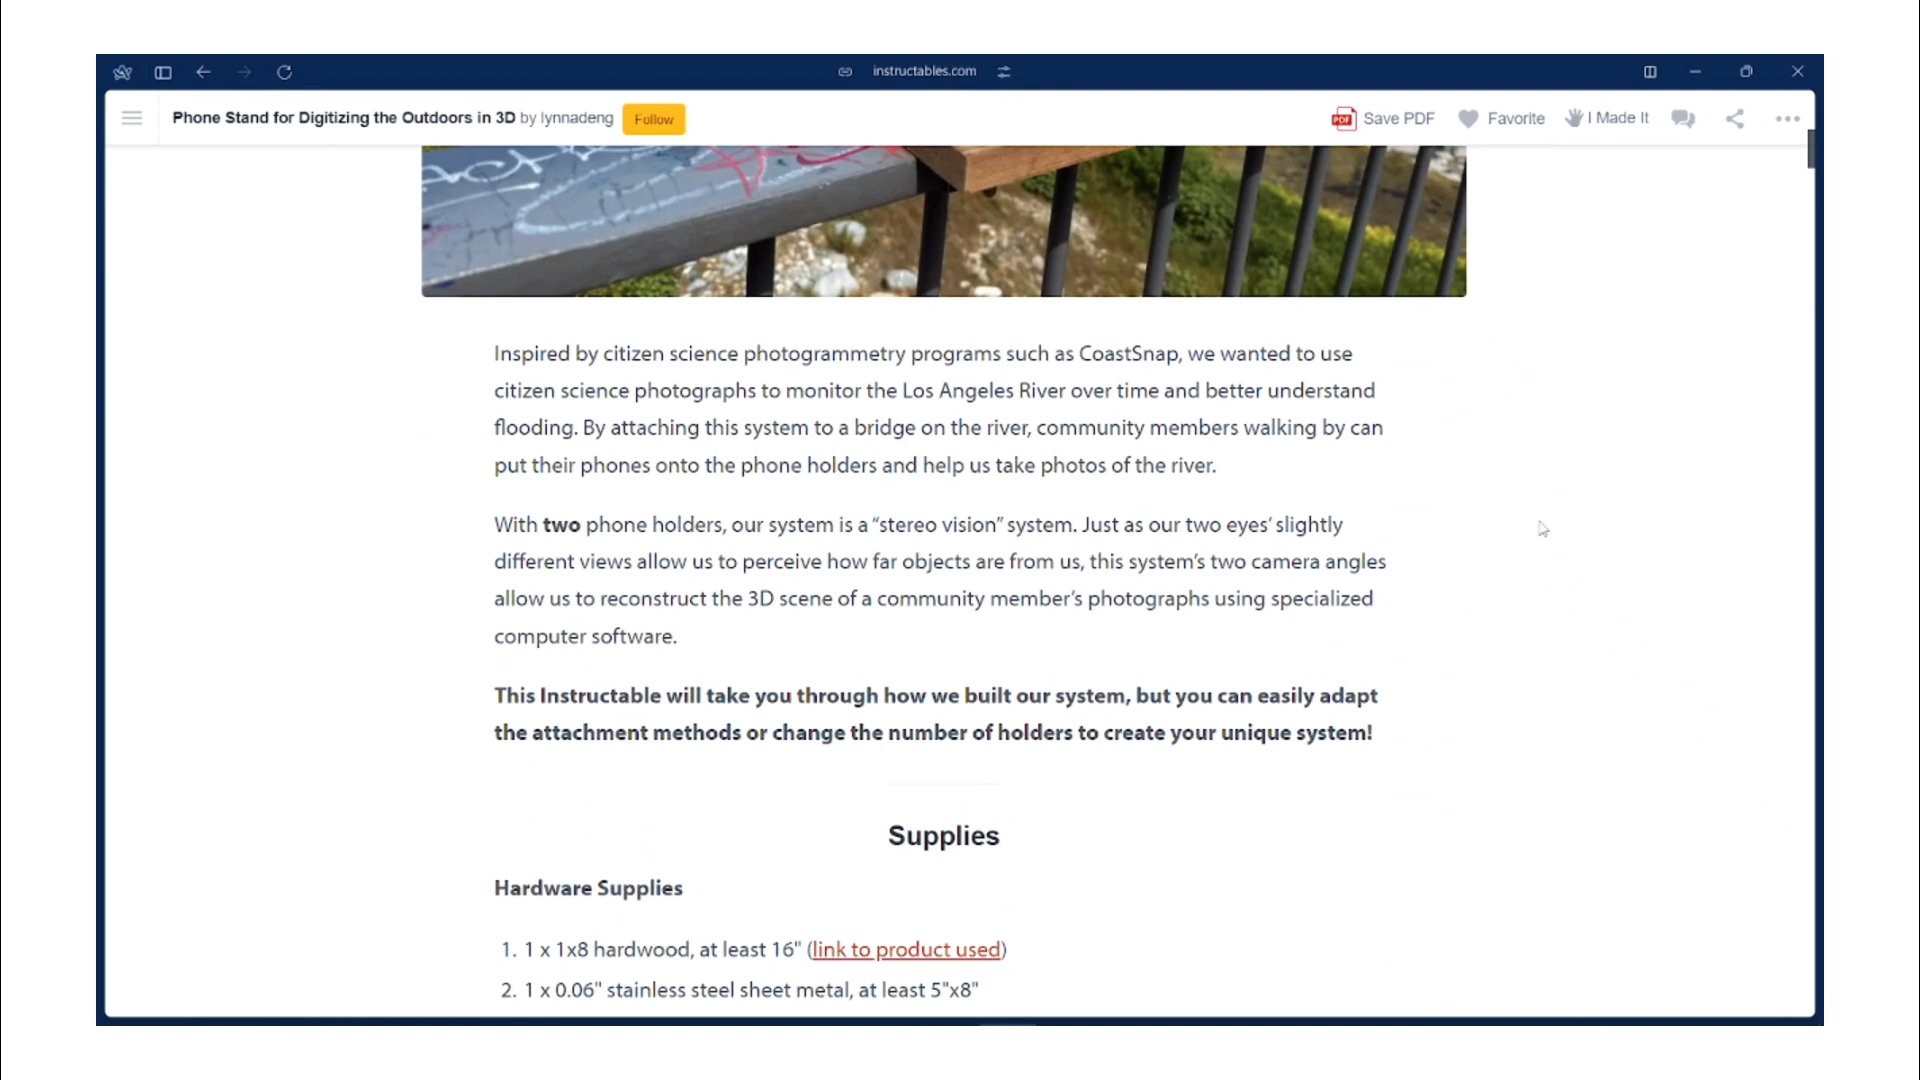 instructables.com
Phone Stand for Digitizing the Outdoors in 3D by lynnadeng Follow
PDF Save PDF Favorite I Made It
Inspired by citizen science photogrammetry programs such as CoastSnap, we wanted to use
citizen science photographs to monitor the Los Angeles River over time and better understand
flooding. By attaching this system to a bridge on the river, community members walking by can
put their phones onto the phone holders and help us take photos of the river.
With two phone holders, our system is a “stereo vision” system. Just as our two eyes’ slightly
different views allow us to perceive how far objects are from us, this system’s two camera angles
allow us to reconstruct the 3D scene of a community member’s photographs using specialized
computer software.
This Instructable will take you through how we built our system, but you can easily adapt
the attachment methods or change the number of holders to create your unique system!
Supplies
Hardware Supplies
1. 1 x 1x8 hardwood, at least 16" (link to product used)
2. 1 x 0.06" stainless steel sheet metal, at least 5"x8"